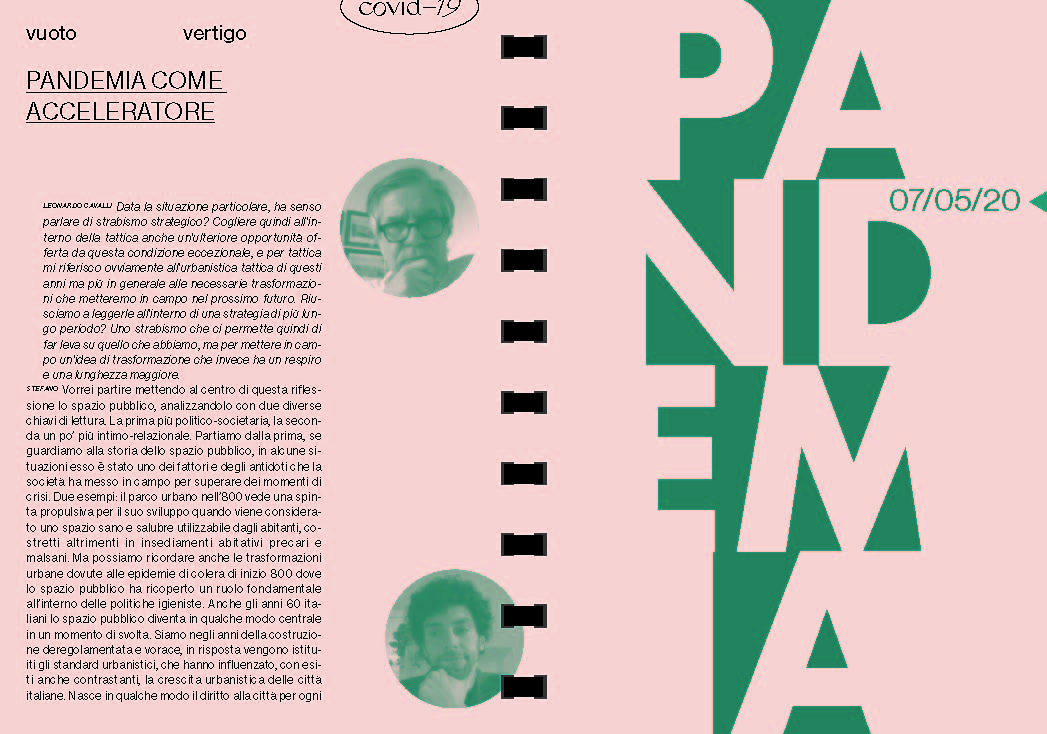 covid–19
vuoto vertigo
PANDEMIA COME
ACCELERATORE
LEONARDO CAVALLI Data la situazione particolare, ha senso
parlare di strabismo strategico? Cogliere quindi all'in-
terno della tattica anche un'ulteriore opportunità of-
ferta da questa condizione eccezionale, e per tattica
mi riferisco ovviamente all'urbanistica tattica di questi
anni ma più in generale alle necessarie trasformazio-
ni che metteremo in campo nel prossimo futuro. Riu-
sciamo a leggerle all'interno di una strategia di più lun-
go periodo? Uno strabismo che ci permette quindi di
far leva su quello che abbiamo, ma per mettere in cam-
po un'idea di trasformazione che invece ha un respiro
e una lunghezza maggiore.
STEFANO Vorrei partire mettendo al centro di questa rifles-
sione lo spazio pubblico, analizzandolo con due diverse
chiavi di lettura. La prima più politico-societaria, la secon-
da un po' più intimo-relazionale. Partiamo dalla prima, se
guardiamo alla storia dello spazio pubblico, in alcune si-
tuazioni esso è stato uno dei fattori e degli antidoti che la
società ha messo in campo per superare dei momenti di
crisi. Due esempi: il parco urbano nell'800 vede una spin-
ta propulsiva per il suo sviluppo quando viene considera-
to uno spazio sano e salubre utilizzabile dagli abitanti, co-
stretti altrimenti in insediamenti abitativi precari e
malsani. Ma possiamo ricordare anche le trasformazioni
urbane dovute alle epidemie di colera di inizio 800 dove
lo spazio pubblico ha ricoperto un ruolo fondamentale
all'interno delle politiche igieniste. Anche gli anni 60 ita-
liani lo spazio pubblico diventa in qualche modo centrale
in un momento di svolta. Siamo negli anni della costruzio-
ne deregolamentata e vorace, in risposta vengono istitu-
iti gli standard urbanistici, che hanno influenzato, con esi-
ti anche contrastanti, la crescita urbanistica delle città
italiane. Nasce in qualche modo il diritto alla città per ogni
PA
ND
EM
IA
07/05/20